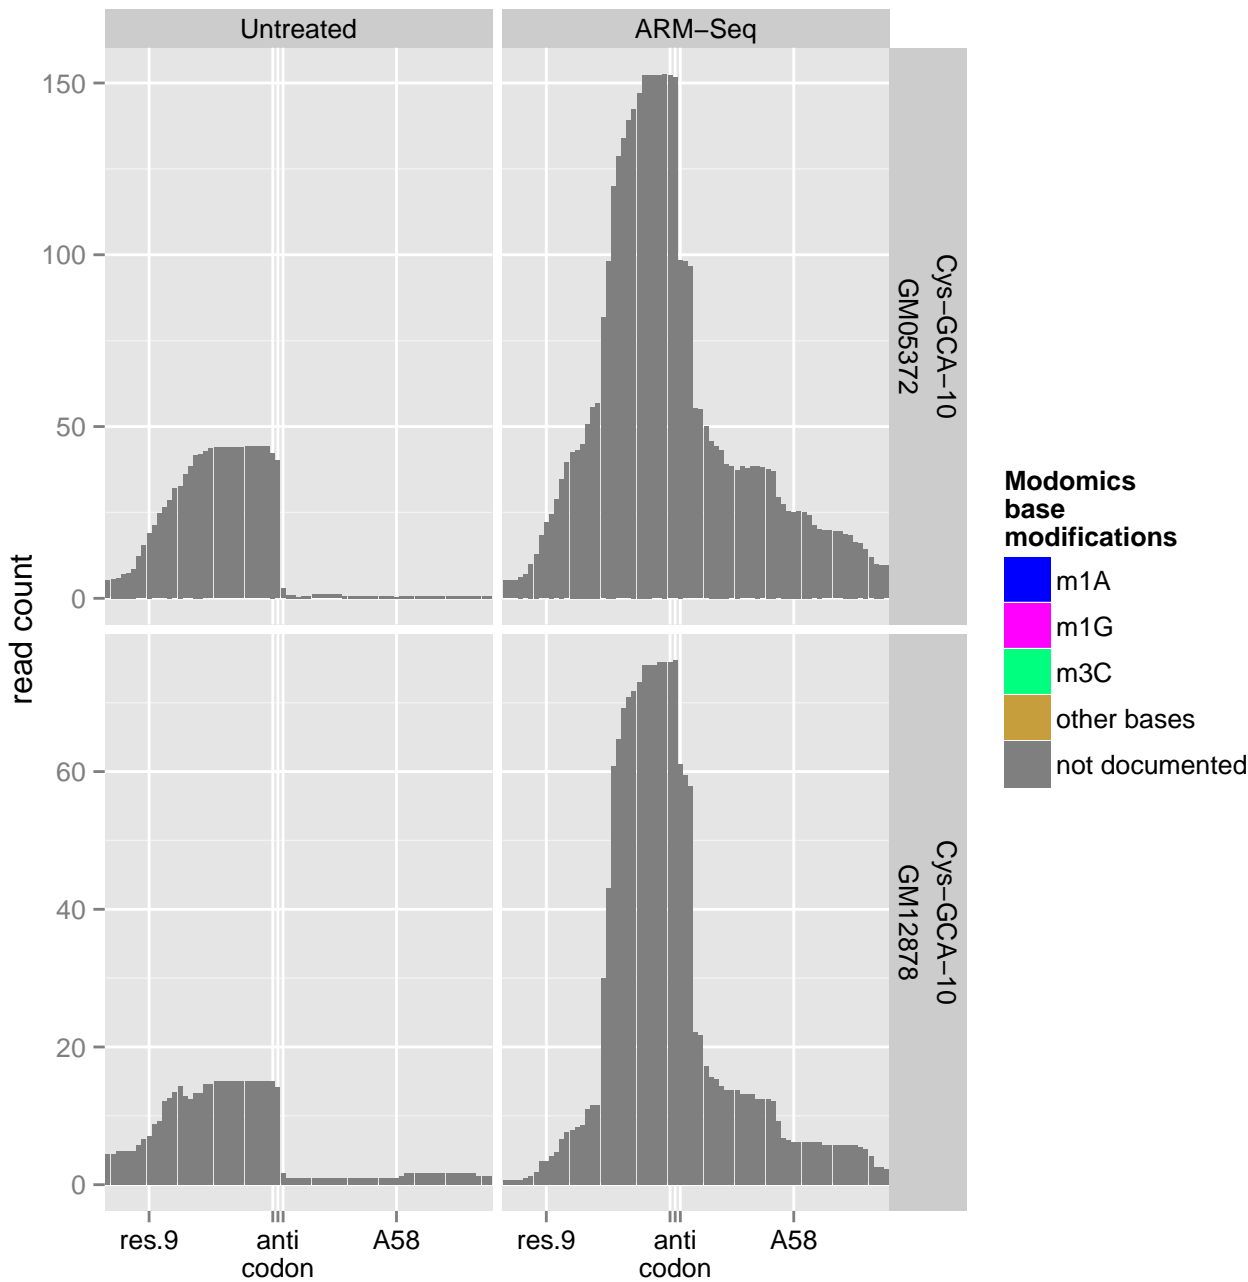 Untreated
ARM−Seq
150
100
50
0
Cys−GCA−10
GM05372
60
40
20
0
Cys−GCA−10
GM12878
read count
res.9
anti
codon
A58
res.9
anti
codon
A58
Modomics
base
modifications
m1A
m1G
m3C
other bases
not documented